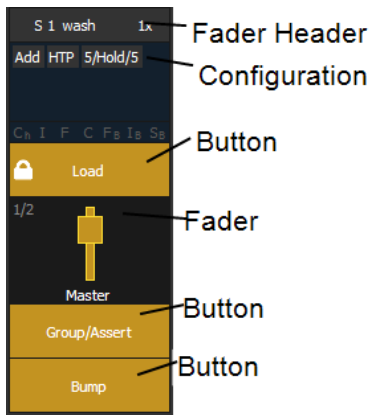 S 1 wash 1x
Fader Header
Add HTP 5/Hold/5
Configuration
Ch I F C FB IB SB
Button
Load
1/2
Fader
Master
Button
Group/Assert
Button
Bump